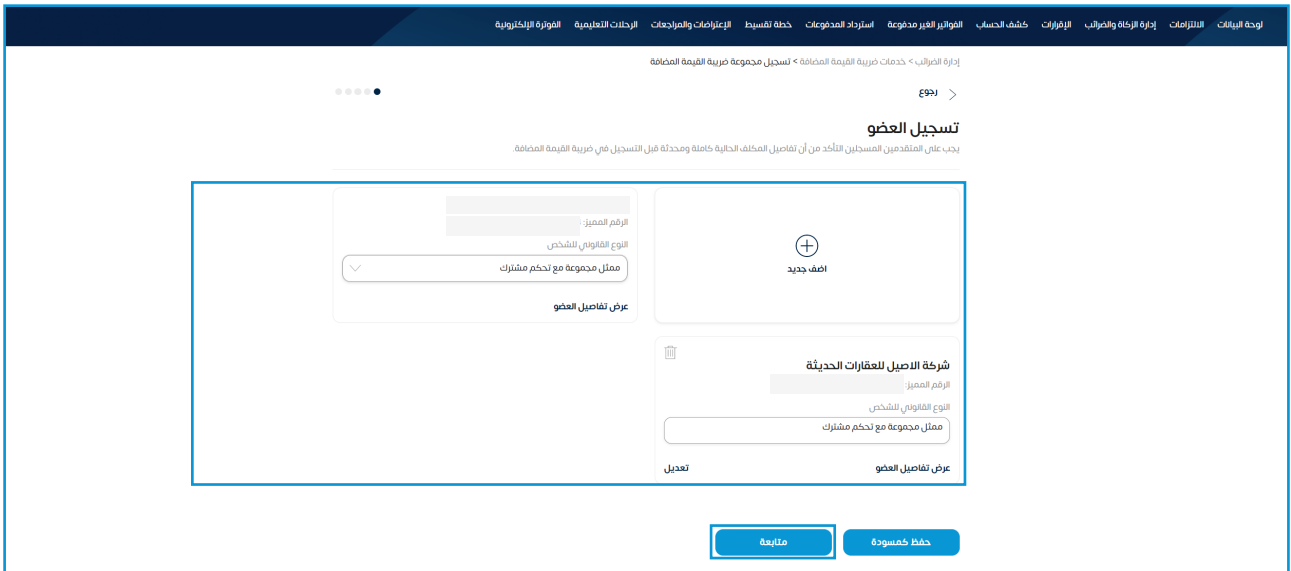 لوحة البيانات الالتزامات إدارة الزكاة والضرائب الإقرارات كشف الحساب الفواتير الغير مدفوعة استرداد المدفوعات خطة تقسيط الإعتراضات والمراجعات الرحلات التعليمية الفوترة الإلكترونية
إدارة الضرائب > خدمات ضريبة القيمة المضافة > تسجيل مجموعة ضريبة القيمة المضافة
رجوع
تسجيل العضو
يجب على المتقدمين المسجلين التأكد من أن تفاصيل المكلف الحالية كاملة ومحدثة قبل التسجيل في ضريبة القيمة المضافة.
اضف جديد
الرقم المميز:
النوع القانوني للشخص
ممثل مجموعة مع تحكم مشترك
عرض تفاصيل العضو
شركة الاصيل للعقارات الحديثة
الرقم المميز:
النوع القانوني للشخص
ممثل مجموعة مع تحكم مشترك
عرض تفاصيل العضو تعديل
حفظ كمسودة متابعة